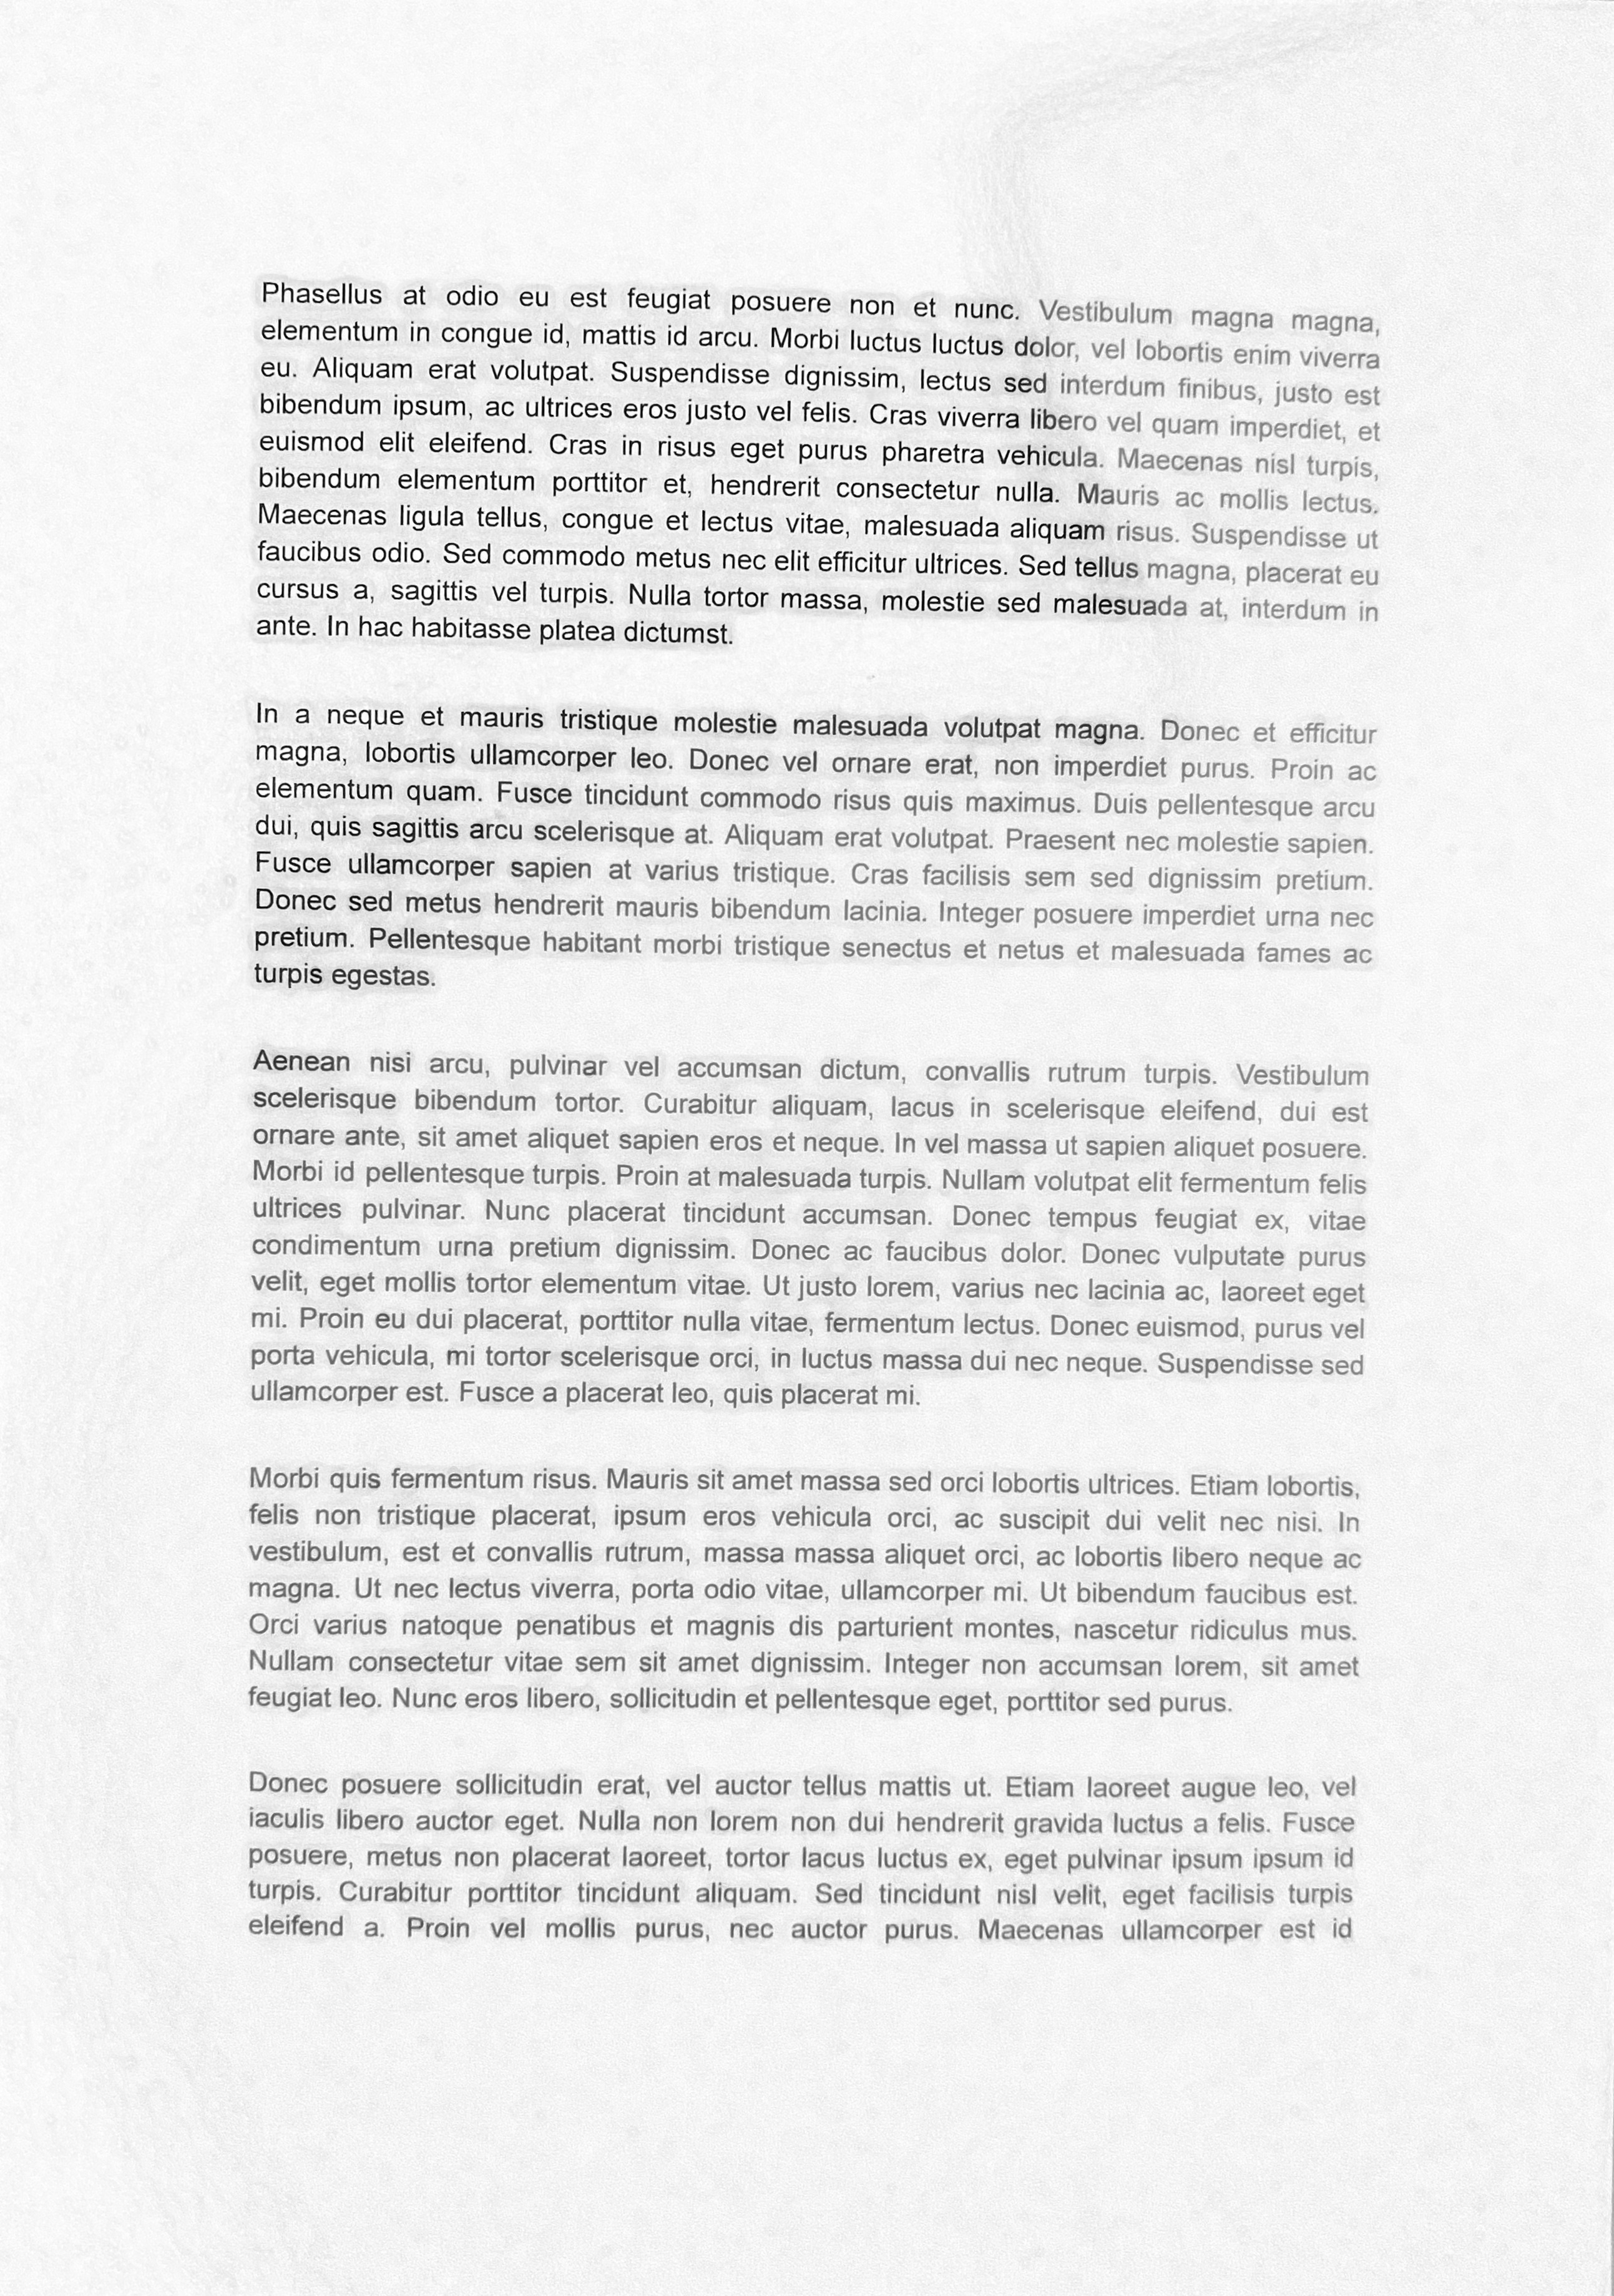 Phasellus at odio eu est feugiat posuere non et nunc. Vestibulum magna magna,
elementum in congue id, mattis id arcu. Morbi luctus luctus dolor, vel lobortis enim viverra
eu. Aliquam erat volutpat. Suspendisse dignissim, lectus sed interdum finibus, justo est
bibendum ipsum, ac ultrices eros justo vel felis. Cras viverra libero vel quam imperdiet, et
euismod elit eleifend. Cras in risus eget purus pharetra vehicula. Maecenas nisl turpis,
bibendum elementum porttitor et, hendrerit consectetur nulla. Mauris ac mollis lectus.
Maecenas ligula tellus, congue et lectus vitae, malesuada aliquam risus. Suspendisse ut
faucibus odio. Sed commodo metus nec elit efficitur ultrices. Sed tellus magna, placerat eu
cursus a, sagittis vel turpis. Nulla tortor massa, molestie sed malesuada at, interdum in
ante. In hac habitasse platea dictumst.
In a neque et mauris tristique molestie malesuada volutpat magna. Donec et efficitur
magna, lobortis ullamcorper leo. Donec vel ornare erat, non imperdiet purus. Proin ac
elementum quam. Fusce tincidunt commodo risus quis maximus. Duis pellentesque arcu
dui, quis sagittis arcu scelerisque at. Aliquam erat volutpat. Praesent nec molestie sapien.
Fusce ullamcorper sapien at varius tristique. Cras facilisis sem sed dignissim pretium.
Donec sed metus hendrerit mauris bibendum lacinia. Integer posuere imperdiet urna nec
pretium. Pellentesque habitant morbi tristique senectus et netus et malesuada fames ac
turpis egestas.
Aenean nisi arcu, pulvinar vel accumsan dictum, convallis rutrum turpis. Vestibulum
scelerisque bibendum tortor. Curabitur aliquam, lacus in scelerisque eleifend, dui est
ornare ante, sit amet aliquet sapien eros et neque. In vel massa ut sapien aliquet posuere.
Morbi id pellentesque turpis. Proin at malesuada turpis. Nullam volutpat elit fermentum felis
ultrices pulvinar. Nunc placerat tincidunt accumsan. Donec tempus feugiat ex, vitae
condimentum urna pretium dignissim. Donec ac faucibus dolor. Donec vulputate purus
velit, eget mollis tortor elementum vitae. Ut justo lorem, varius nec lacinia ac, laoreet eget
mi. Proin eu dui placerat, porttitor nulla vitae, fermentum lectus. Donec euismod, purus vel
porta vehicula, mi tortor scelerisque orci, in luctus massa dui nec neque. Suspendisse sed
ullamcorper est. Fusce a placerat leo, quis placerat mi.
Morbi quis fermentum risus. Mauris sit amet massa sed orci lobortis ultrices. Etiam lobortis,
felis non tristique placerat, ipsum eros vehicula orci, ac suscipit dui velit nec nisi. In
vestibulum, est et convallis rutrum, massa massa aliquet orci, ac lobortis libero neque ac
magna. Ut nec lectus viverra, porta odio vitae, ullamcorper mi. Ut bibendum faucibus est.
Orci varius natoque penatibus et magnis dis parturient montes, nascetur ridiculus mus.
Nullam consectetur vitae sem sit amet dignissim. Integer non accumsan lorem, sit amet
feugiat leo. Nunc eros libero, sollicitudin et pellentesque eget, porttitor sed purus.
Donec posuere sollicitudin erat, vel auctor tellus mattis ut. Etiam laoreet augue leo, vel
iaculis libero auctor eget. Nulla non lorem non dui hendrerit gravida luctus a felis. Fusce
posuere, metus non placerat laoreet, tortor lacus luctus ex, eget pulvinar ipsum ipsum id
turpis. Curabitur porttitor tincidunt aliquam. Sed tincidunt nisl velit, eget facilisis turpis
eleifend a. Proin vel mollis purus, nec auctor purus. Maecenas ullamcorper est id